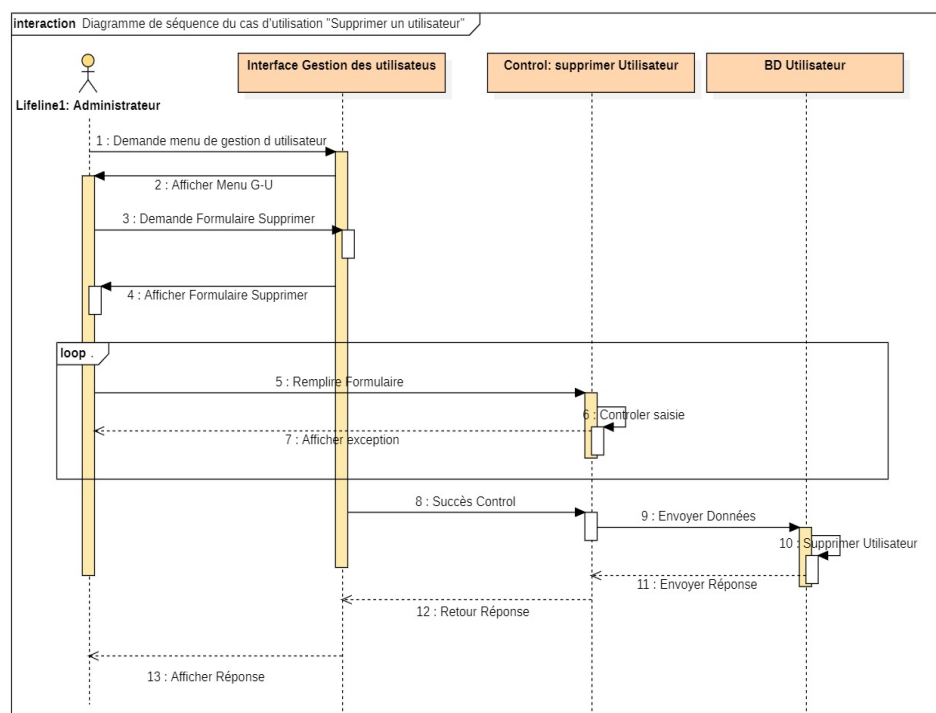 interaction Diagramme de séquence du cas d'utilisation "Supprimer un utilisateur"
Interface Gestion des utilisateus
Control: supprimer Utilisateur
BD Utilisateur
Lifeline1: Administrateur
1 : Demande menu de gestion d utilisateur
2 : Afficher Menu G-U
3 : Demande Formulaire Supprimer
4 : Afficher Formulaire Supprimer
loop .
5 : Remplire Formulaire
6 : Controler saisie
7 : Afficher exception
8 : Succès Control
9 : Envoyer Données
10 : Supprimer Utilisateur
11 : Envoyer Réponse
12 : Retour Réponse
13 : Afficher Réponse